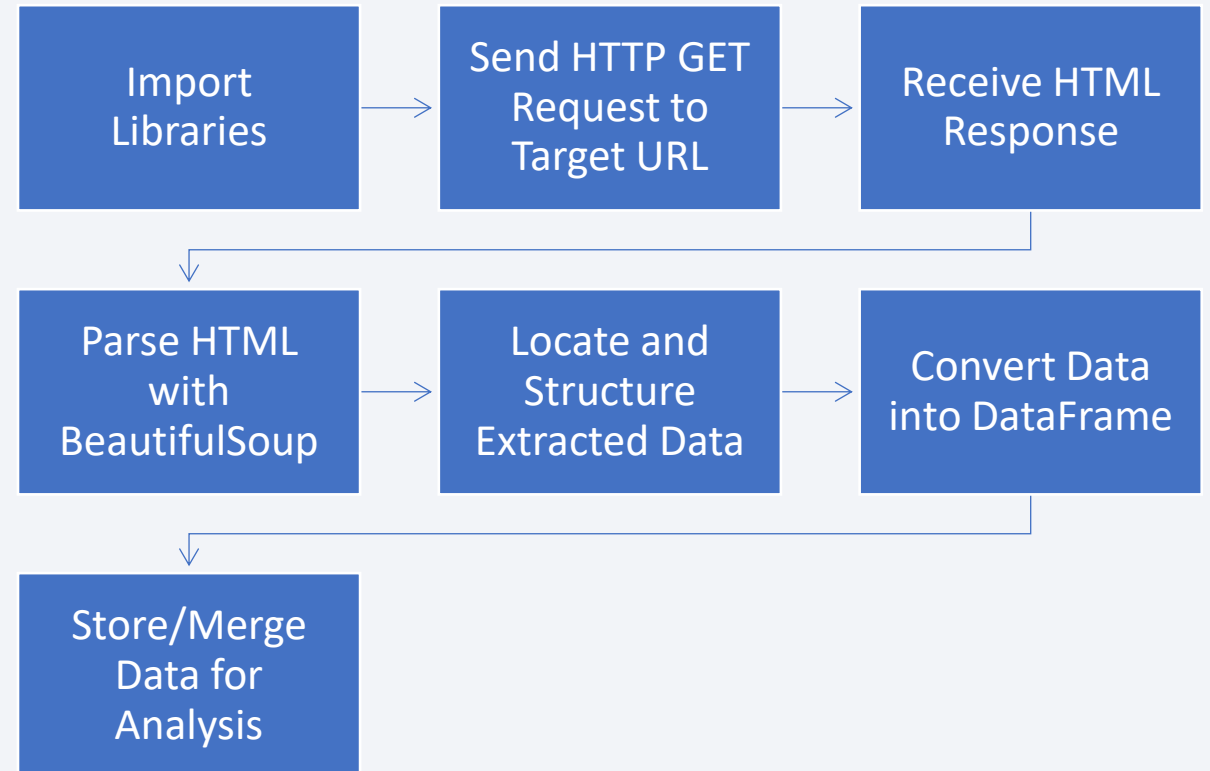 Import
Libraries
Send HTTP GET
Request to
Target URL
Receive HTML
Response
Parse HTML
with
BeautifulSoup
Locate and
Structure
Extracted Data
Convert Data
into DataFrame
Store/Merge
Data for
Analysis